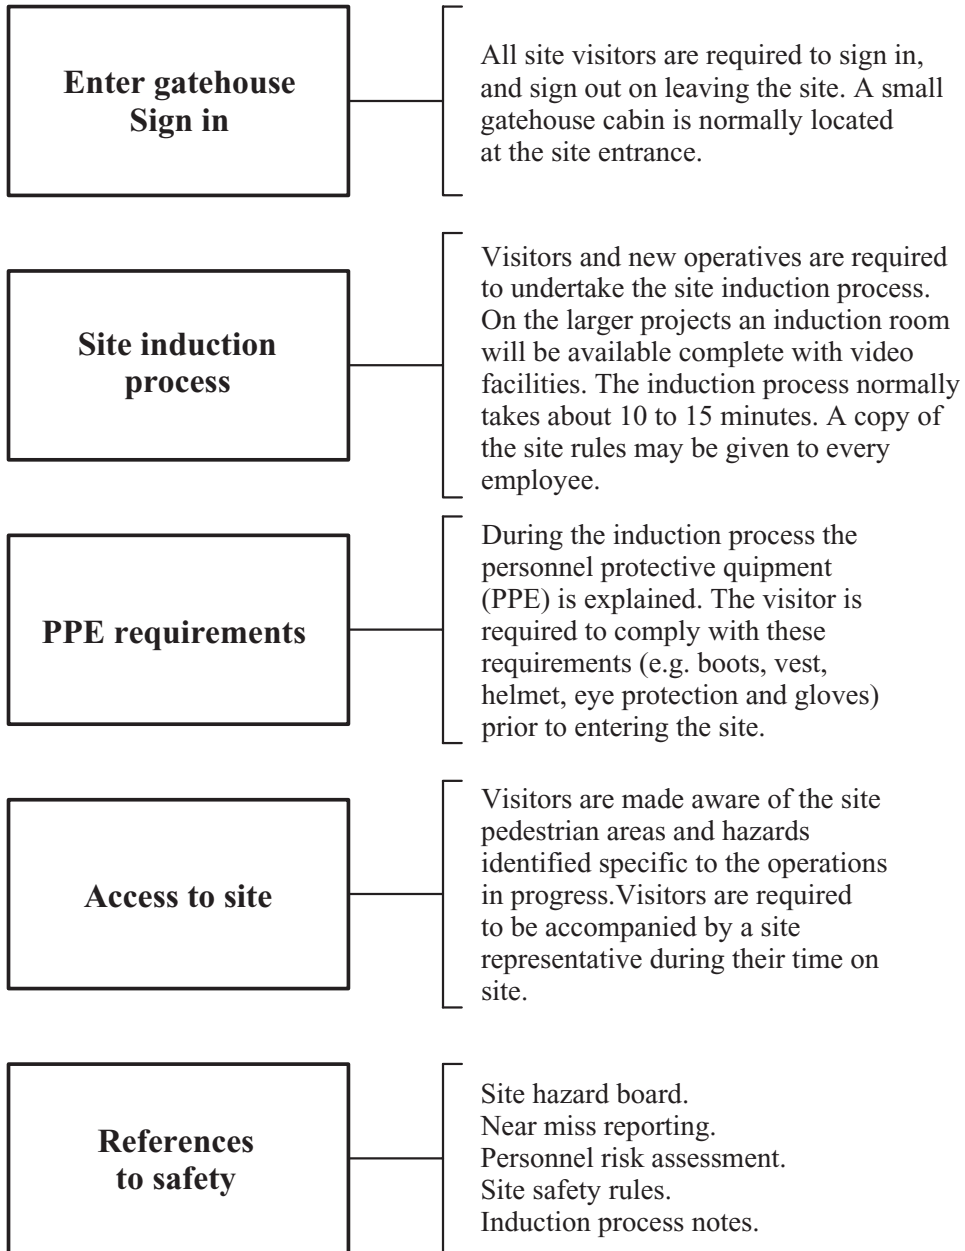 Enter gatehouse
Sign in
All site visitors are required to sign in,
and sign out on leaving the site. A small
gatehouse cabin is normally located
at the site entrance.
Site induction
process
Visitors and new operatives are required
to undertake the site induction process.
On the larger projects an induction room
will be available complete with video
facilities. The induction process normally
takes about 10 to 15 minutes. A copy of
the site rules may be given to every
employee.
PPE requirements
During the induction process the
personnel protective quipment
(PPE) is explained. The visitor is
required to comply with these
requirements (e.g. boots, vest,
helmet, eye protection and gloves)
prior to entering the site.
Access to site
Visitors are made aware of the site
pedestrian areas and hazards
identified specific to the operations
in progress.Visitors are required
to be accompanied by a site
representative during their time on
site.
References
to safety
Site hazard board.
Near miss reporting.
Personnel risk assessment.
Site safety rules.
Induction process notes.